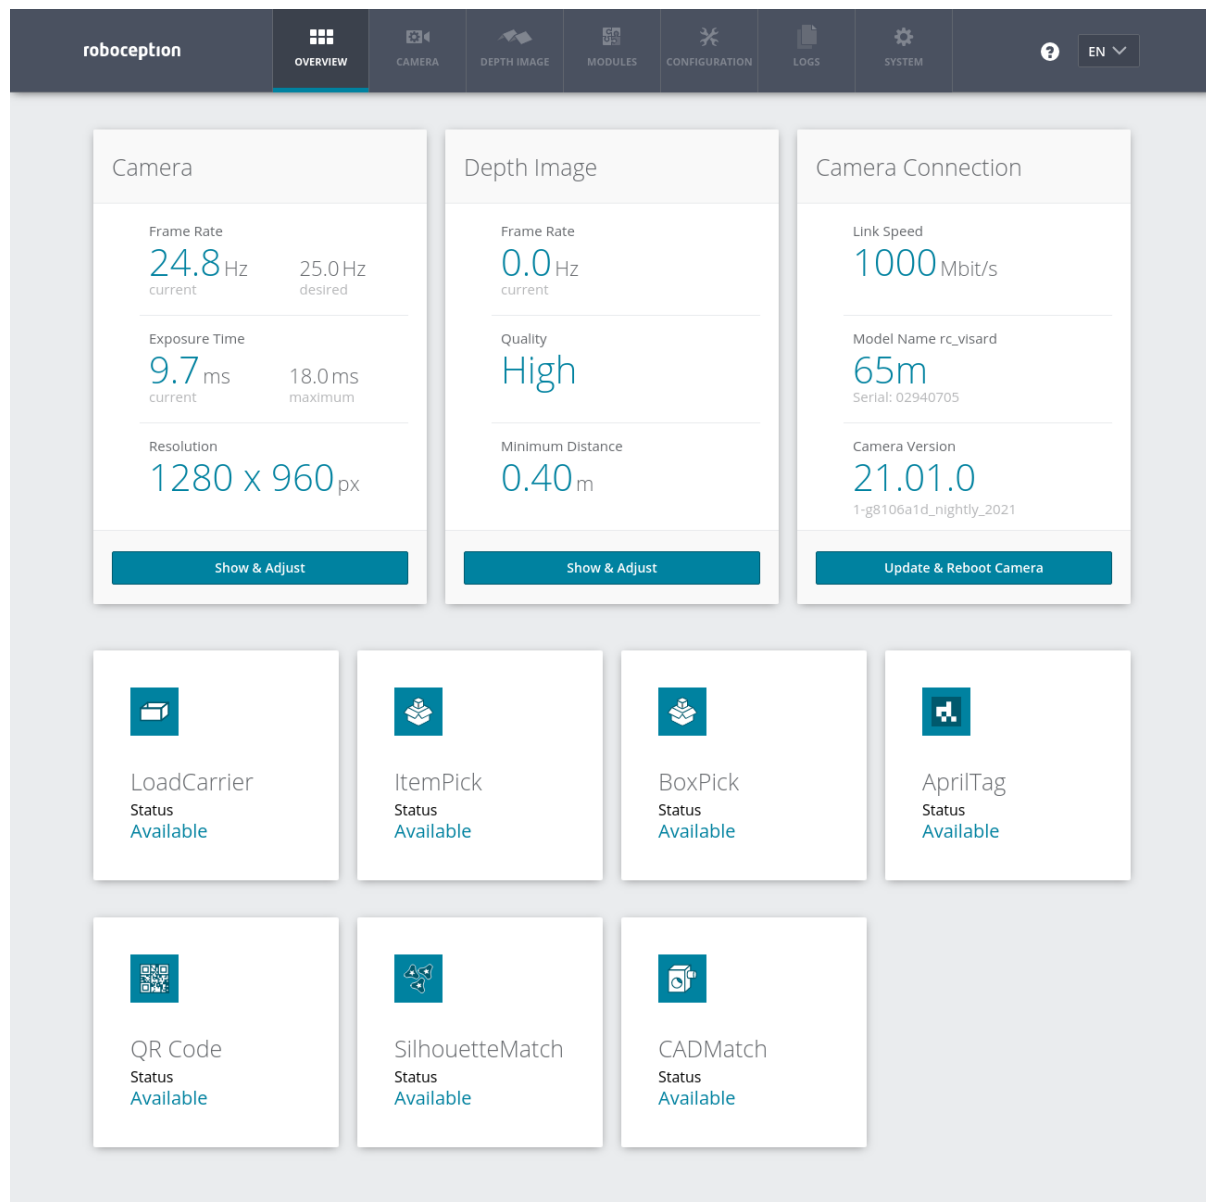 roboception
OVERVIEW
CAMERA
DEPTH IMAGE
MODULES
CONFIGURATION
LOGS
SYSTEM
?
EN
Camera
Frame Rate
24.8 Hz 25.0 Hz
current desired
Exposure Time
9.7 ms 18.0 ms
current maximum
Resolution
1280 x 960 px
Show & Adjust
Depth Image
Frame Rate
0.0 Hz
current
Quality
High
Minimum Distance
0.40 m
Show & Adjust
Camera Connection
Link Speed
1000 Mbit/s
Model Name rc_visard
65m
Serial: 02940705
Camera Version
21.01.0
1-g8106a1d_nightly_2021
Update & Reboot Camera
LoadCarrier
Status
Available
ItemPick
Status
Available
BoxPick
Status
Available
AprilTag
Status
Available
QR Code
Status
Available
SilhouetteMatch
Status
Available
CADMatch
Status
Available